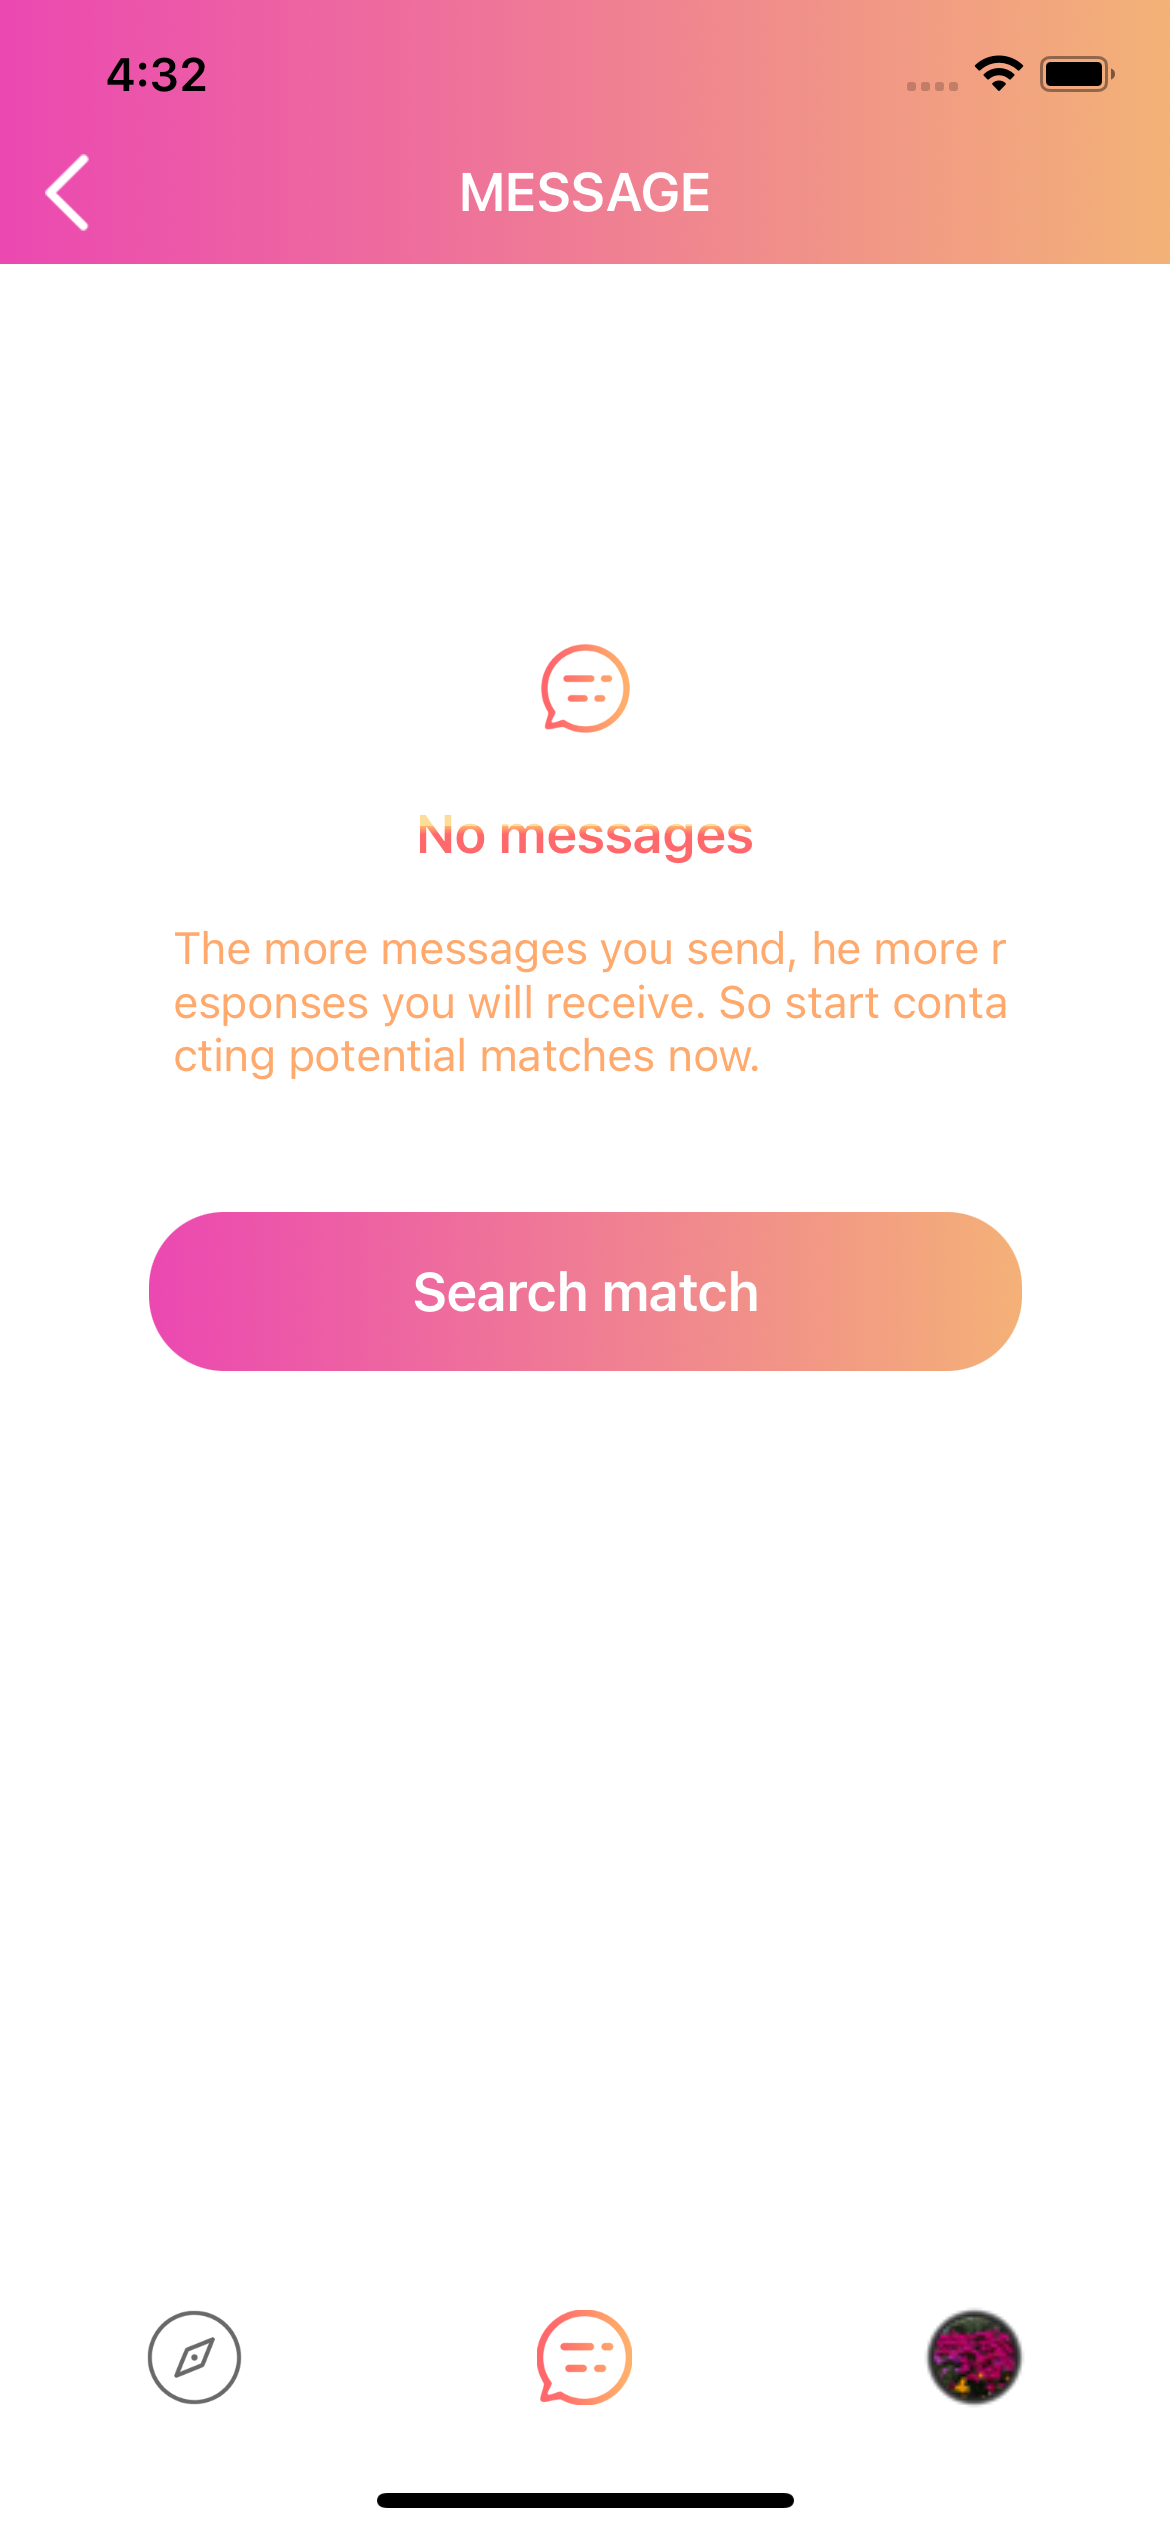 4:32
MESSAGE
No messages
The more messages you send, he more r
esponses you will receive. So start conta
cting potential matches now.
Search match